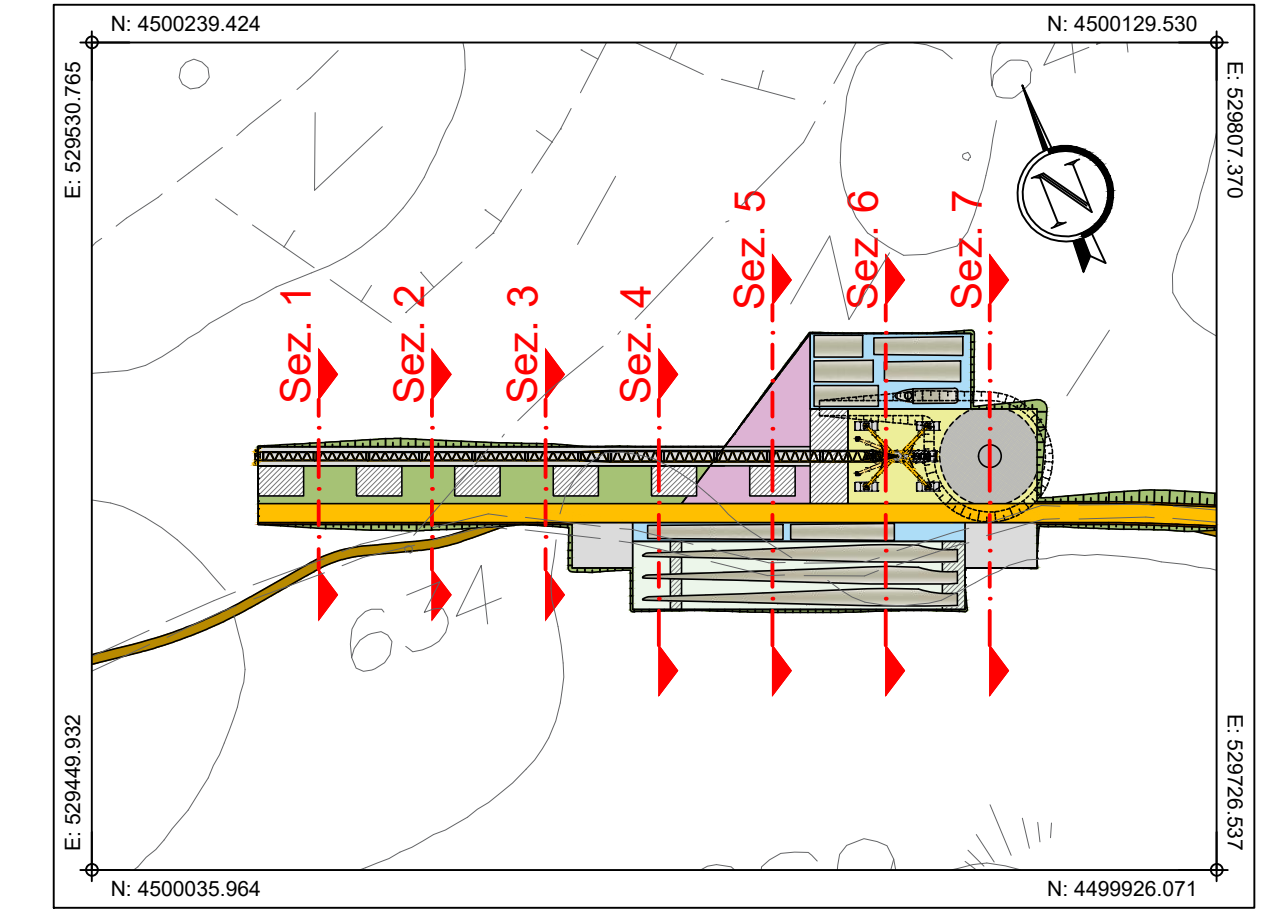 N: 4500239.424
N: 4500129.530
E: 529530.765
E: 529807.370
N
Sez. 1
Sez. 2
Sez. 3
Sez. 4
Sez. 5
Sez. 6
Sez. 7
634
E: 529449.932
E: 529726.537
N: 4500035.964
N: 4499926.071